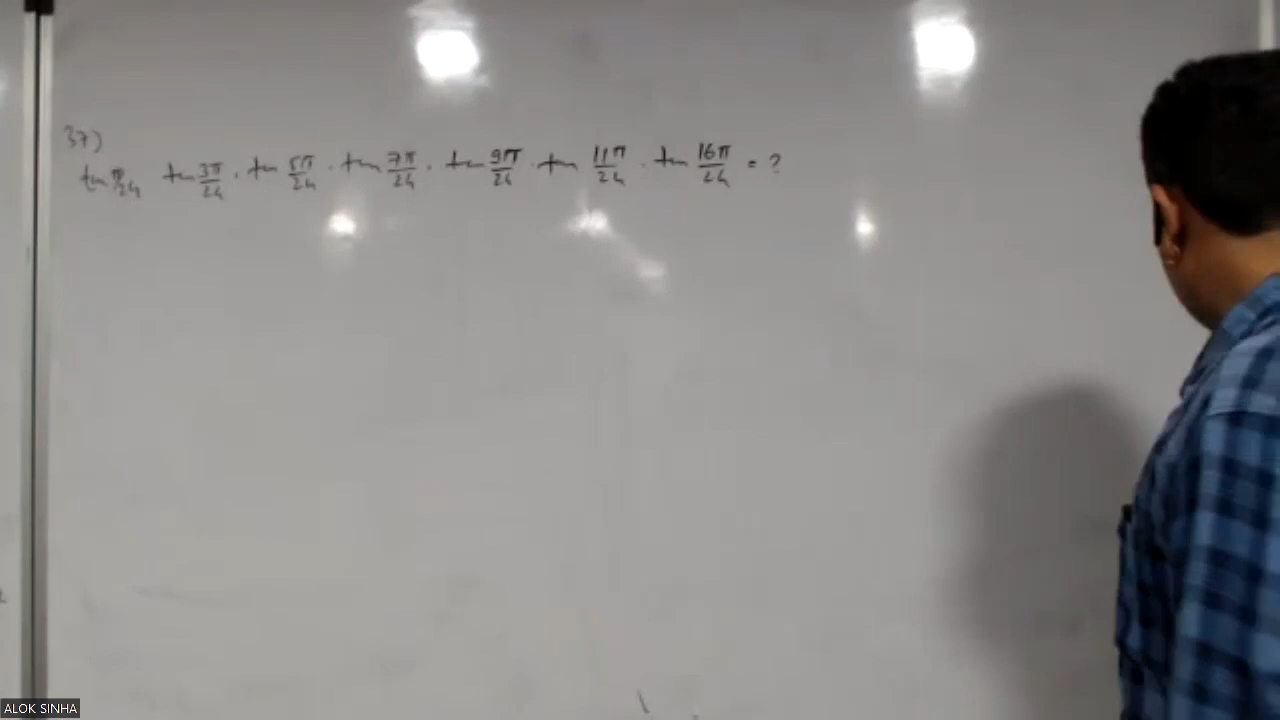 37)
tan π/24 tan 3π/24 . tan 5π/24 . tan 7π/24 . tan 9π/24 . tan 11π/24 . tan 16π/24 = ?
ALOK SINHA